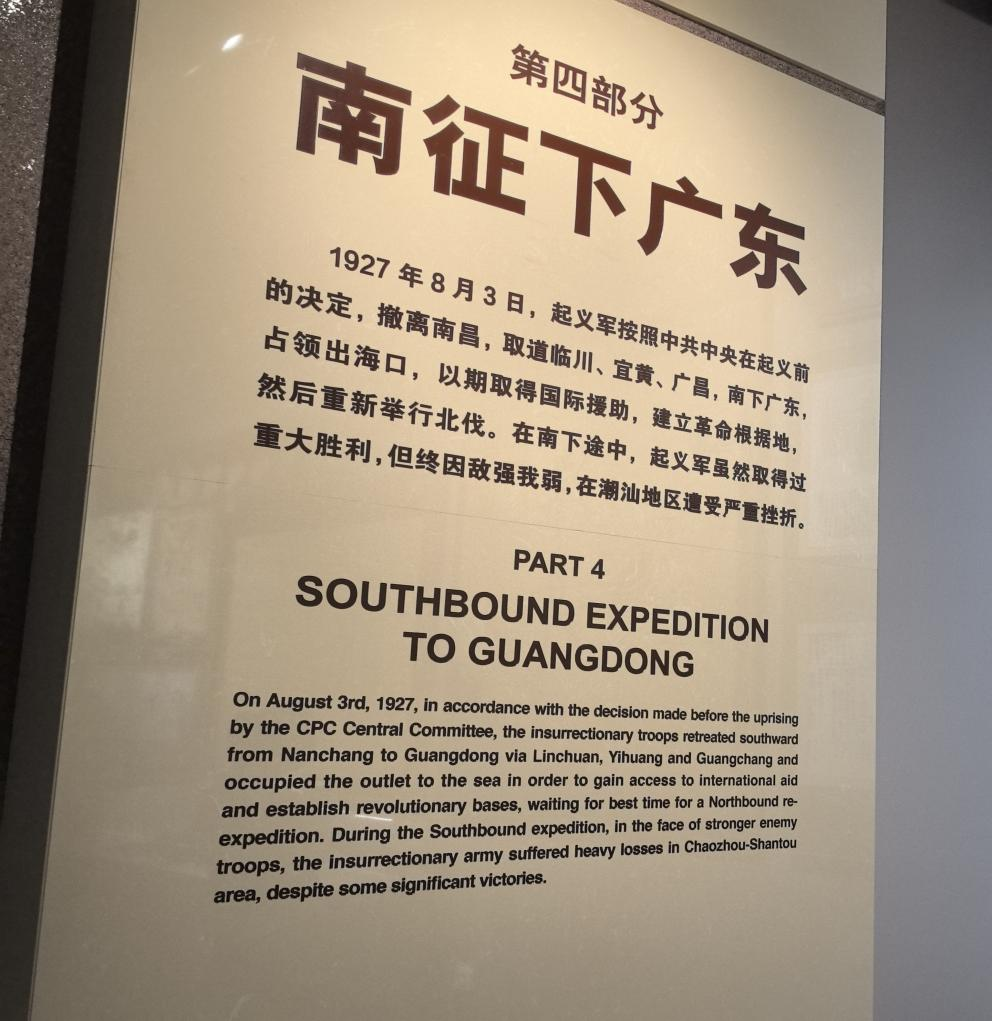 第四部分
南征下广东
1927年8月3日，起义军按照中共中央在起义前
的决定，撤离南昌，取道临川、宜黄、广昌，南下广东，
占领出海口，以期取得国际援助，建立革命根据地，
然后重新举行北伐。在南下途中，起义军虽然取得过
重大胜利，但终因敌强我弱，在潮汕地区遭受严重挫折。
PART 4
SOUTHBOUND EXPEDITION
TO GUANGDONG
On August 3rd, 1927, in accordance with the decision made before the uprising
by the CPC Central Committee, the insurrectionary troops retreated southward
from Nanchang to Guangdong via Linchuan, Yihuang and Guangchang and
occupied the outlet to the sea in order to gain access to international aid
and establish revolutionary bases, waiting for best time for a Northbound re-
expedition. During the Southbound expedition, in the face of stronger enemy
troops, the insurrectionary army suffered heavy losses in Chaozhou-Shantou
area, despite some significant victories.